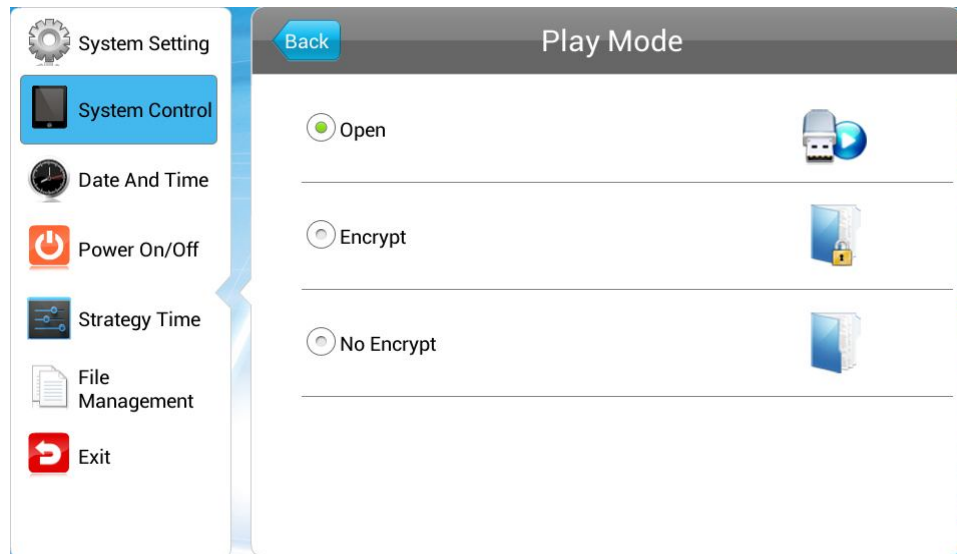 System Setting
System Control
Date And Time
Power On/Off
Strategy Time
File
Management
Exit
Back
Play Mode
Open
Encrypt
No Encrypt